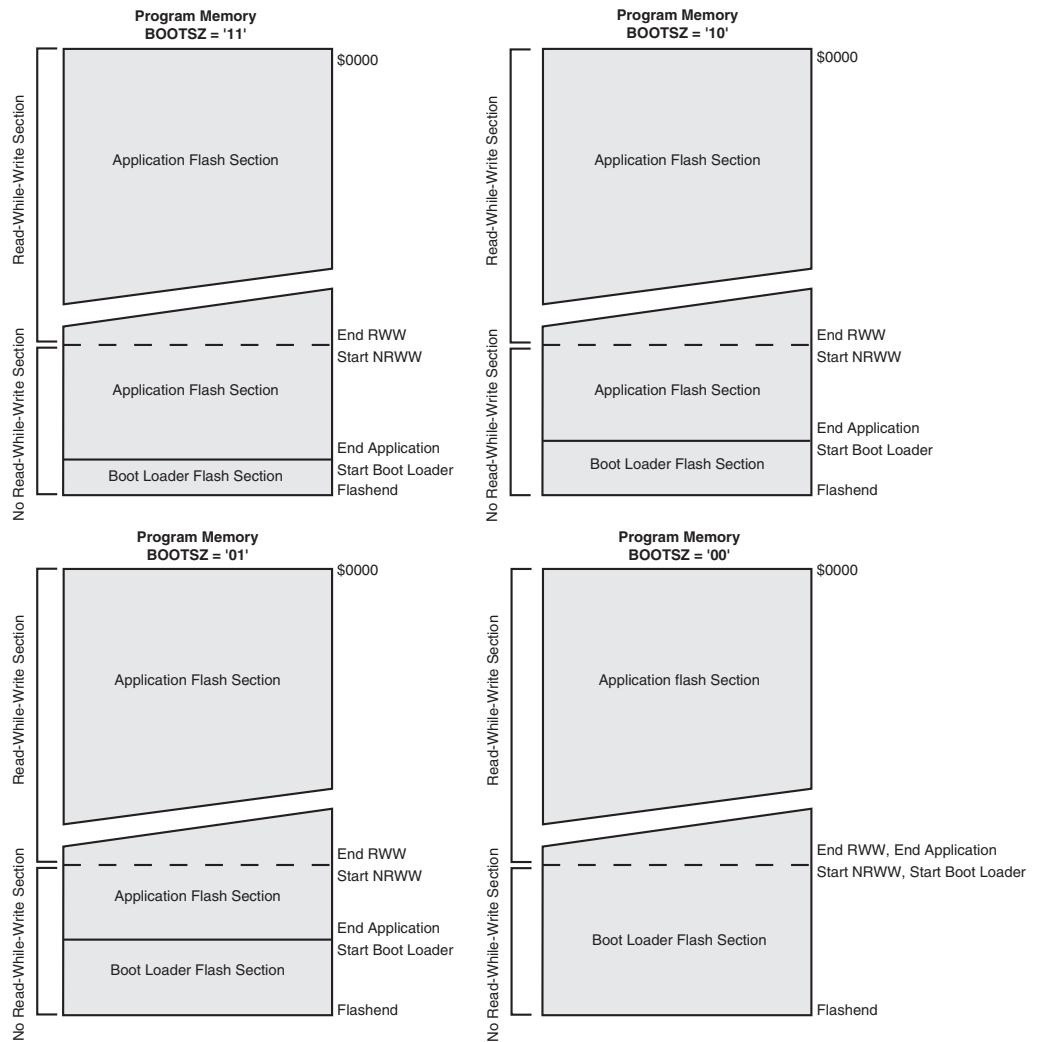 Program Memory
BOOTSZ = '11'
$0000
Read-While-Write Section
Application Flash Section
End RWW
Start NRWW
No Read-While-Write Section
Application Flash Section
End Application
Start Boot Loader
Boot Loader Flash Section
Flashend
Program Memory
BOOTSZ = '10'
$0000
Read-While-Write Section
Application Flash Section
End RWW
Start NRWW
No Read-While-Write Section
Application Flash Section
End Application
Start Boot Loader
Boot Loader Flash Section
Flashend
Program Memory
BOOTSZ = '01'
$0000
Read-While-Write Section
Application Flash Section
End RWW
Start NRWW
No Read-While-Write Section
Application Flash Section
End Application
Start Boot Loader
Boot Loader Flash Section
Flashend
Program Memory
BOOTSZ = '00'
$0000
Read-While-Write Section
Application flash Section
End RWW, End Application
Start NRWW, Start Boot Loader
No Read-While-Write Section
Boot Loader Flash Section
Flashend